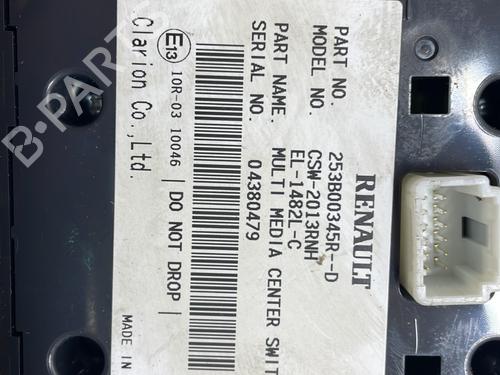 RENAULT
PART NO. 253B00345R--D
MODEL NO. CSW-2013RNH
EL-1482L-C
PART NAME. MULTI MEDIA CENTER SWIT
SERIAL NO. 04380479
E13 10R-03 10046 | DO NOT DROP |
Clarion Co.,Ltd. MADE IN
B-PARTS